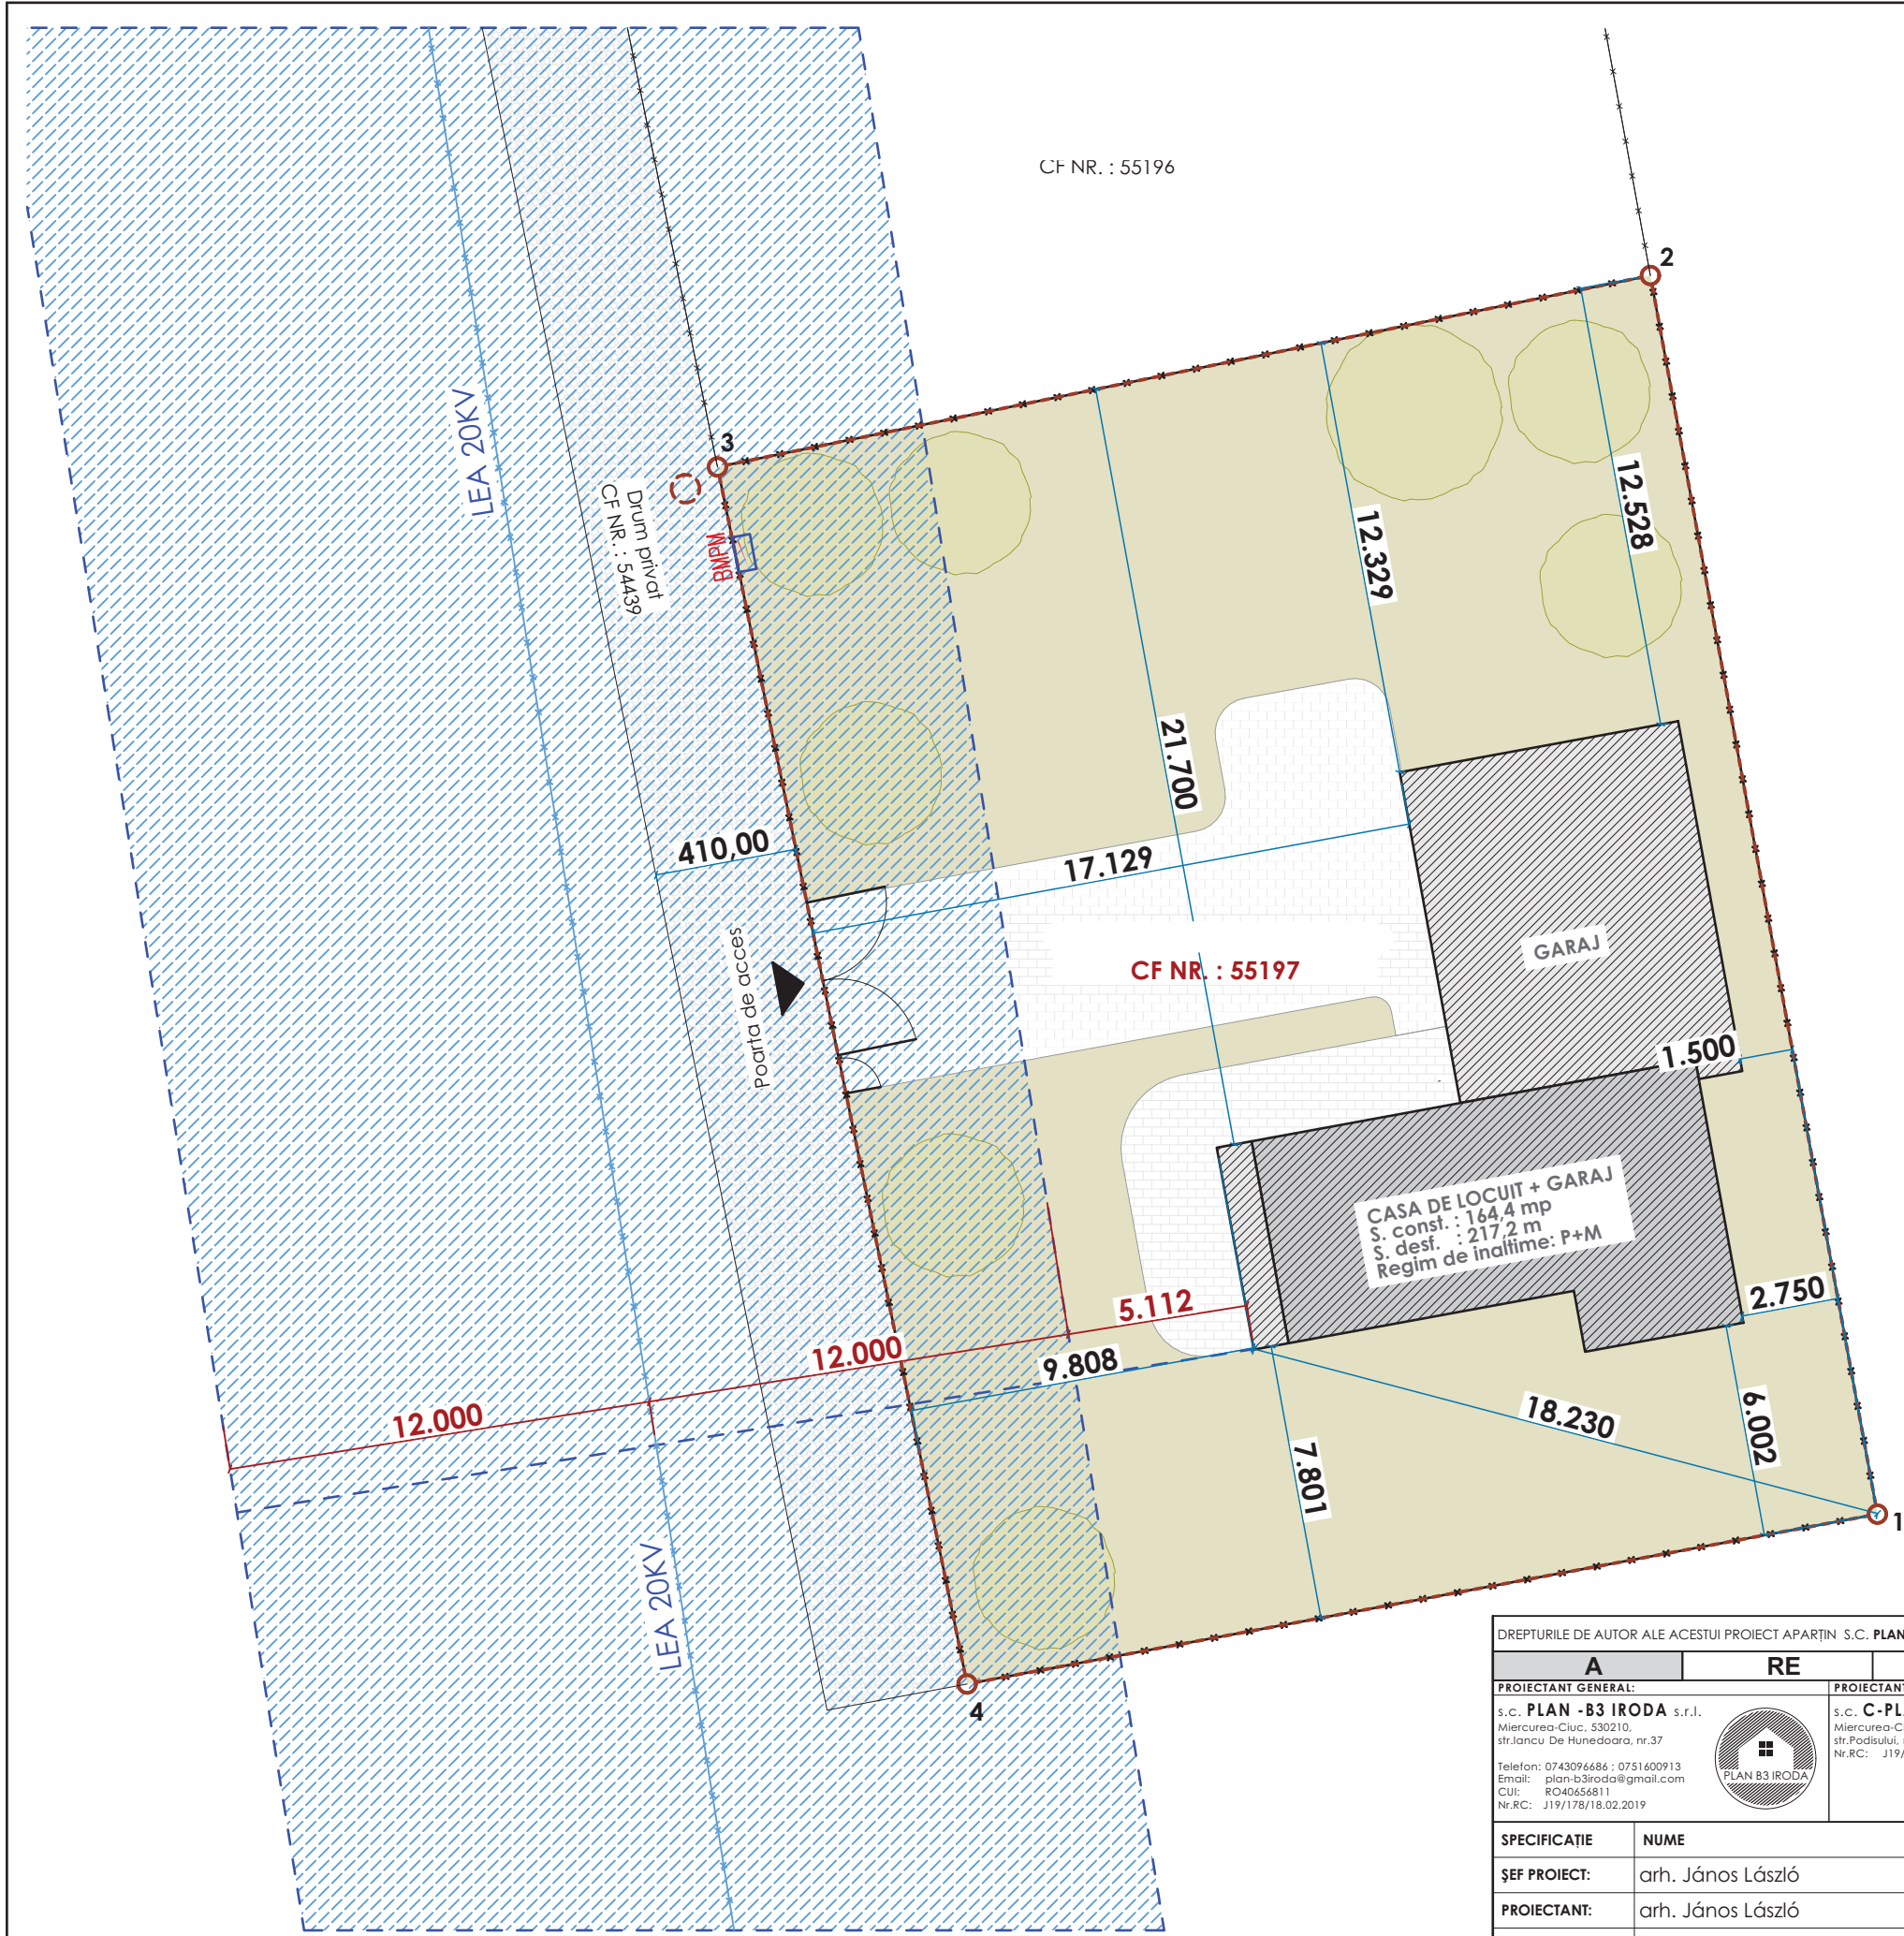 CF NR. : 55196
2
LEA 20KV
3
Drum privat
CF NR. : 54439
BMPM
12.528
12.329
21.700
410,00
17.129
Poarta de acces
CF NR. : 55197
GARAJ
1.500
CASA DE LOCUIT + GARAJ
S. const. : 164,4 mp
S. desf. : 217,2 m
Regim de inaltime: P+M
2.750
5.112
12.000
9.808
12.000
18.230
6.002
7.801
1
LEA 20KV
4
DREPTURILE DE AUTOR ALE ACESTUI PROIECT APARȚIN S.C. PLAN
A
RE
PROIECTANT GENERAL:
s.c. PLAN -B3 IRODA s.r.l.
Miercurea-Ciuc, 530210,
str.Iancu De Hunedoara, nr.37
Telefon: 0743096686 ; 0751600913
Email: plan-b3iroda@gmail.com
CUI: RO40656811
Nr.RC: J19/178/18.02.2019
PLAN B3 IRODA
PROIECTANT
s.c. C-PL
Miercurea-C
str.Podisului,
Nr.RC: J19/
SPECIFICAȚIE
NUME
ȘEF PROIECT:
arh. János László
PROIECTANT:
arh. János László